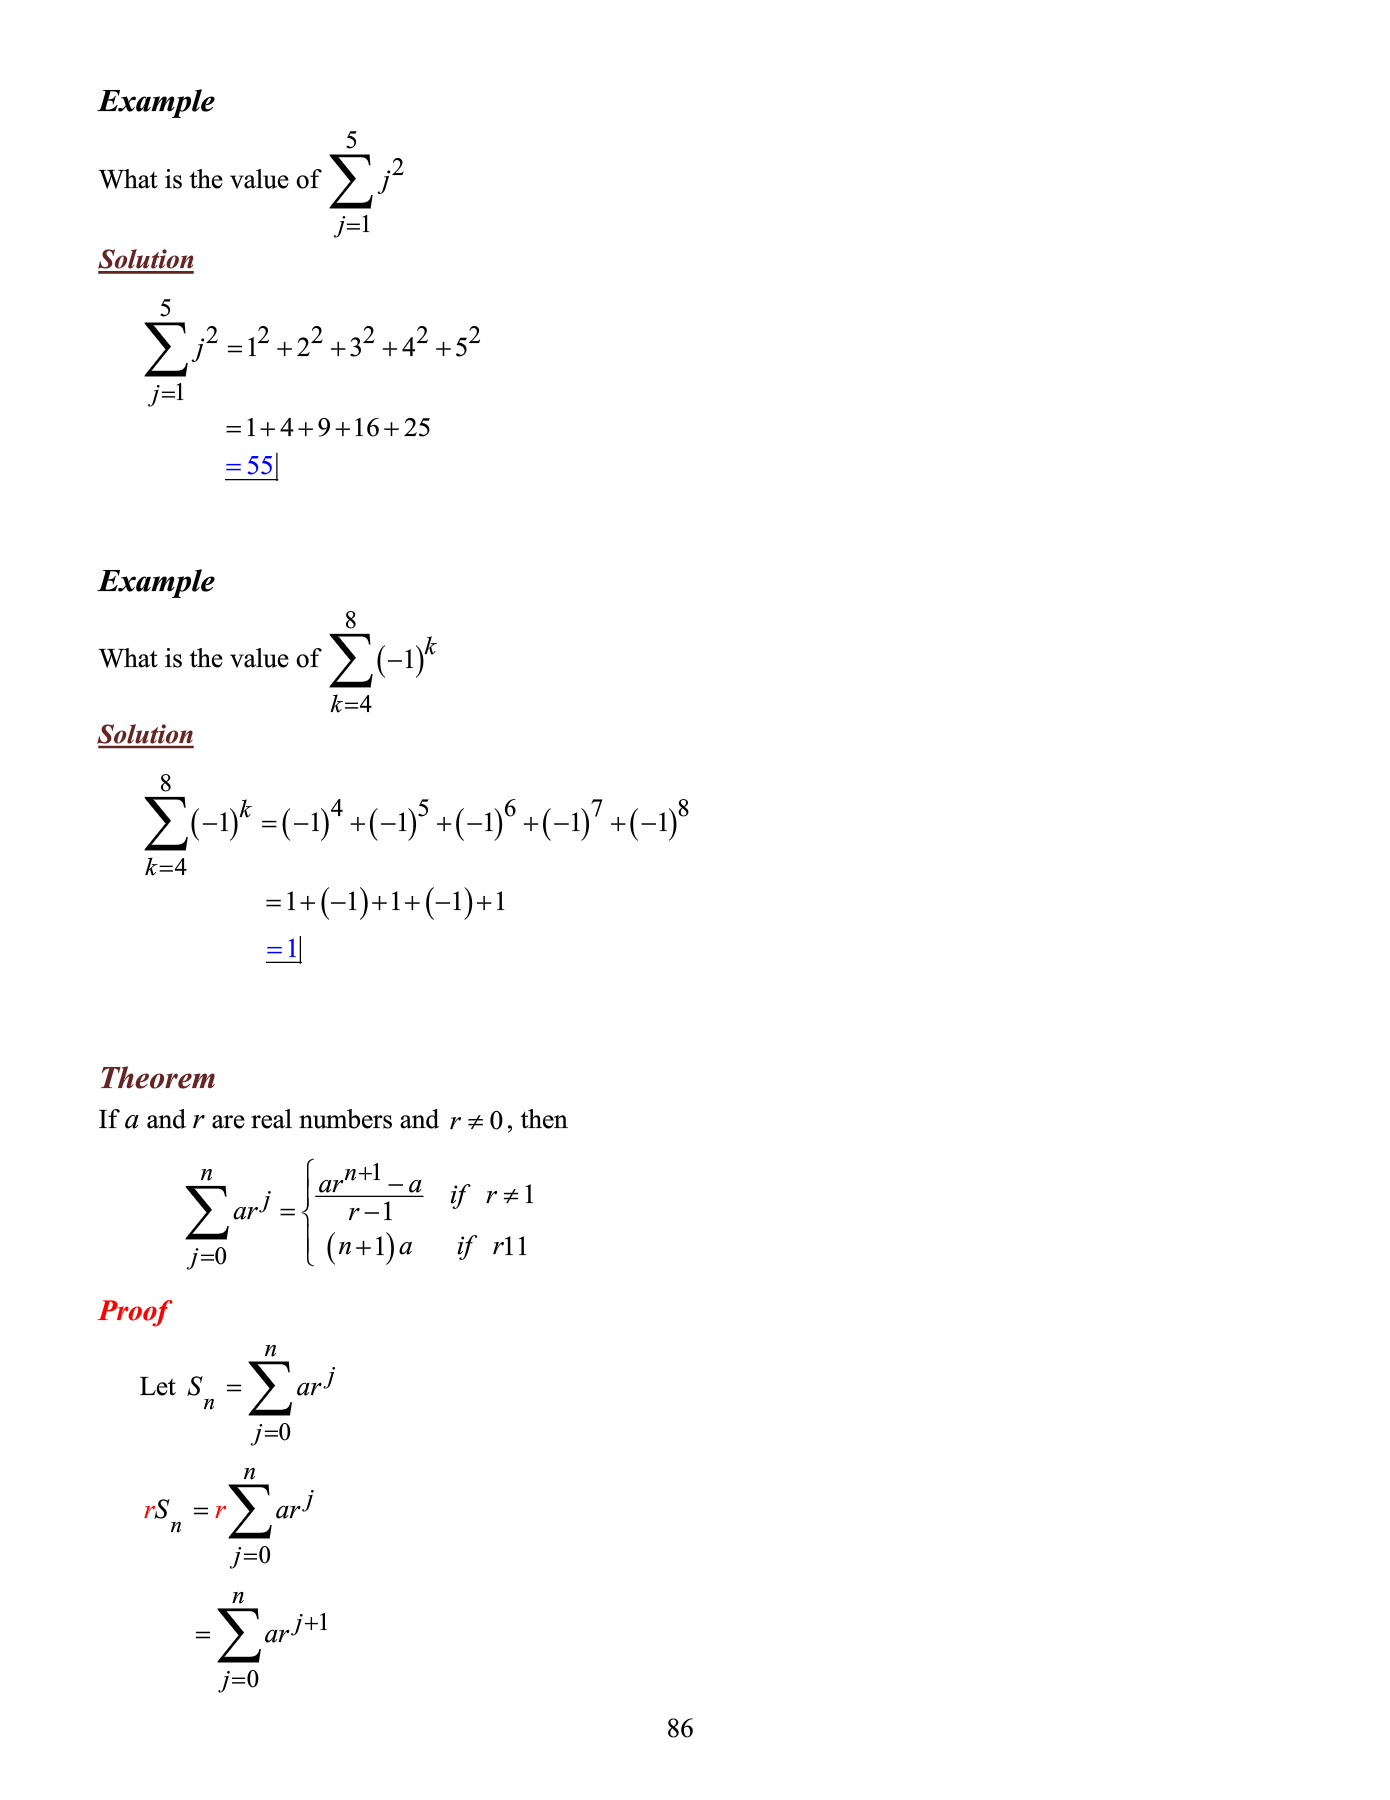 Example
What is the value of \sum_{j=1}^{5} j^2
Solution
\sum_{j=1}^{5} j^2 = 1^2 + 2^2 + 3^2 + 4^2 + 5^2
= 1 + 4 + 9 + 16 + 25
= 55|
Example
What is the value of \sum_{k=4}^{8} (-1)^k
Solution
\sum_{k=4}^{8} (-1)^k = (-1)^4 + (-1)^5 + (-1)^6 + (-1)^7 + (-1)^8
= 1 + (-1) + 1 + (-1) + 1
= 1|
Theorem
If a and r are real numbers and r ≠ 0, then
\sum_{j=0}^{n} ar^j = \begin{cases} \frac{ar^{n+1} - a}{r - 1} & if \ r ≠ 1 \\ (n+1)a & if \ r11 \end{cases}
Proof
Let S_n = \sum_{j=0}^{n} ar^j
rS_n = r \sum_{j=0}^{n} ar^j
= \sum_{j=0}^{n} ar^{j+1}
86